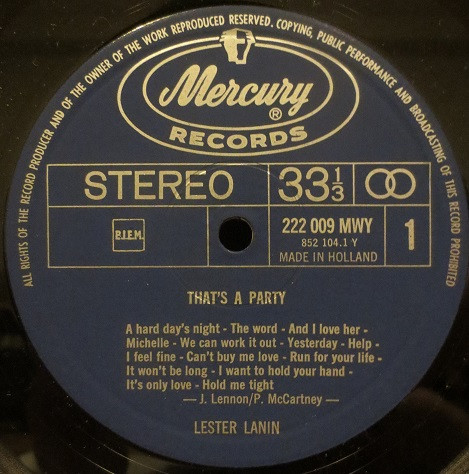 ALL RIGHTS OF THE RECORD PRODUCER AND OF THE OWNER OF THE WORK REPRODUCED RESERVED. COPYING, PUBLIC PERFORMANCE AND BROADCASTING OF THIS RECORD PROHIBITED
Mercury ®
RECORDS
STEREO 33 1/3
B.I.E.M. 222 009 MWY 1
852 104.1 Y
MADE IN HOLLAND
THAT'S A PARTY
A hard day's night - The word - And I love her -
Michelle - We can work it out - Yesterday - Help -
I feel fine - Can't buy me love - Run for your life -
It won't be long - I want to hold your hand -
It's only love - Hold me tight
— J. Lennon/P. McCartney —
LESTER LANIN